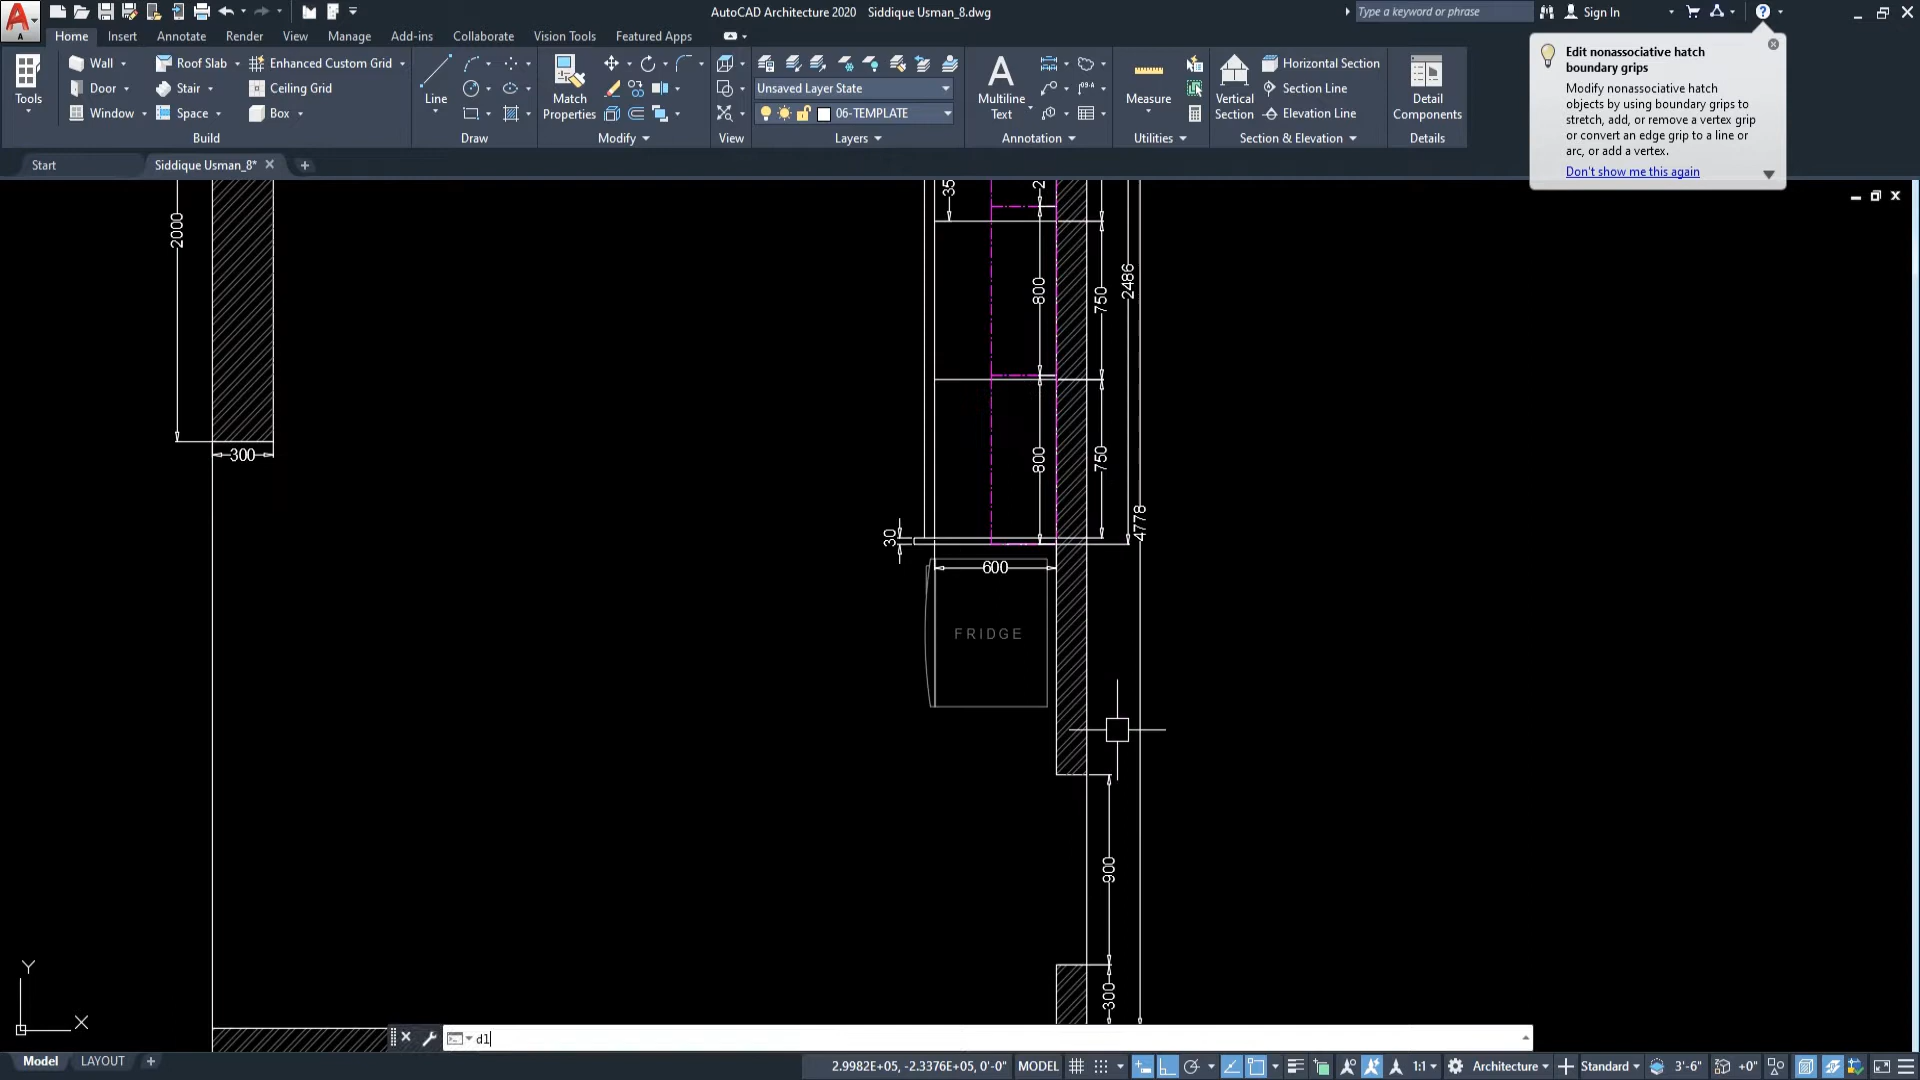 AutoCAD Architecture 2020 Siddique Usman_8.dwg
Type a keyword or phrase
Sign In
Home Insert Annotate Render View Manage Add-ins Collaborate Vision Tools Featured Apps
Tools
Wall
Door
Window
Roof Slab
Stair
Space
Enhanced Custom Grid
Ceiling Grid
Box
Build
Line
Draw
Match
Properties
Modify
View
Unsaved Layer State
06-TEMPLATE
Layers
Multiline
Text
Annotation
Measure
Utilities
Vertical
Section
Horizontal Section
Section Line
Elevation Line
Section & Elevation
Detail
Components
Details
Edit nonassociative hatch
boundary grips
Modify nonassociative hatch
objects by using boundary grips to
stretch, add, or remove a vertex grip
or convert an edge grip to a line or
arc, or add a vertex.
Don't show me this again
Start
Siddique Usman_8*
2000
300
35
2
800
750
2486
800
750
4778
30
600
FRIDGE
900
300
Y
X
dl
Model LAYOUT
2.9982E+05, -2.3376E+05, 0'-0" MODEL
1:1 Architecture Standard 3'-6" +0"